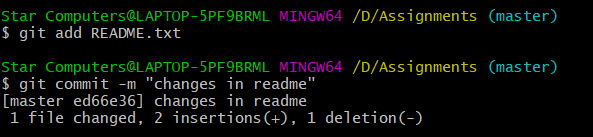 Star Computers@LAPTOP-5PF9BRML MINGW64 /D/Assignments (master)
$ git add README.txt
Star Computers@LAPTOP-5PF9BRML MINGW64 /D/Assignments (master)
$ git commit -m "changes in readme"
[master ed66e36] changes in readme
 1 file changed, 2 insertions(+), 1 deletion(-)